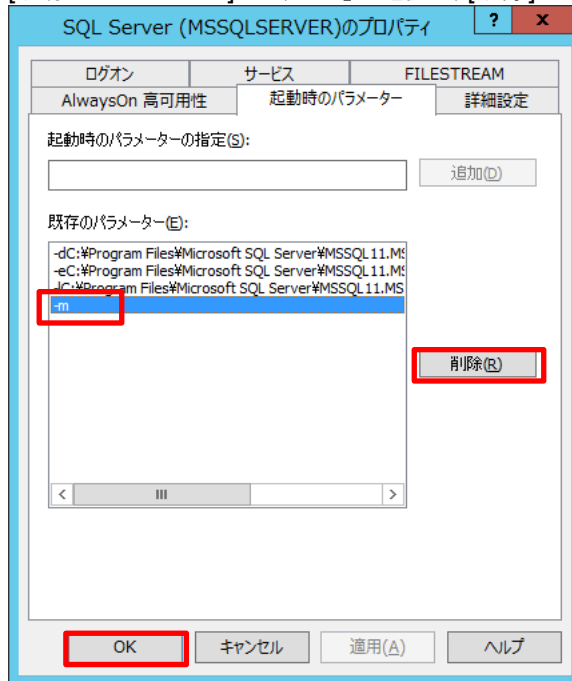 SQL Server (MSSQLSERVER)のプロパティ
? x
ログオン サービス FILESTREAM
AlwaysOn 高可用性 起動時のパラメーター 詳細設定
起動時のパラメーターの指定(S):
追加(D)
既存のパラメーター(E):
-dC:¥Program Files¥Microsoft SQL Server¥MSSQL11.MS
-eC:¥Program Files¥Microsoft SQL Server¥MSSQL11.MS
-lC:¥Program Files¥Microsoft SQL Server¥MSSQL11.MS
-m
削除(R)
OK キャンセル 適用(A) ヘルプ